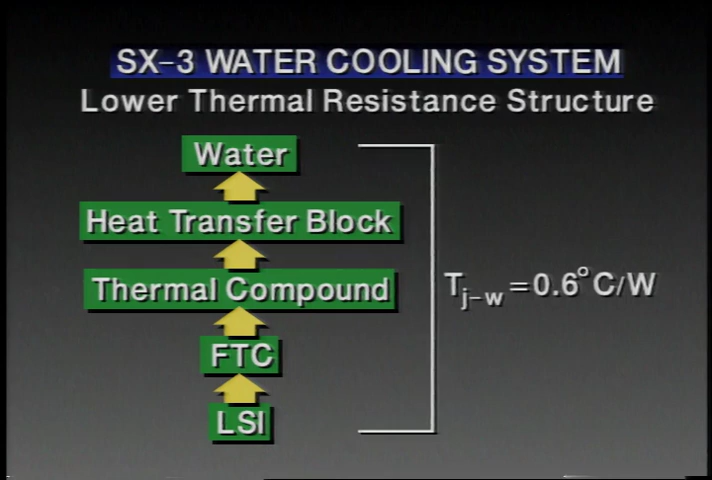 SX-3 WATER COOLING SYSTEM
Lower Thermal Resistance Structure
Water
Heat Transfer Block
Thermal Compound
FTC
LSI
Tj-w=0.6°C/W